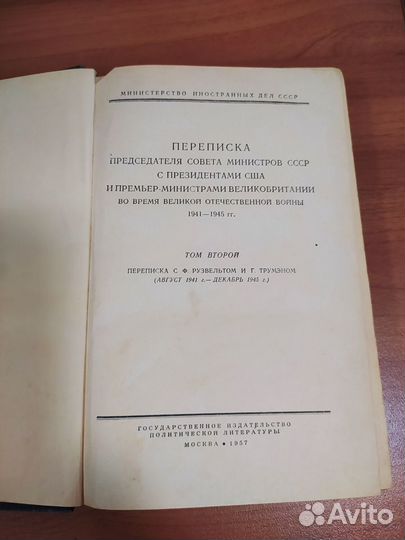 МИНИСТЕРСТВО ИНОСТРАННЫХ ДЕЛ СССР
ПЕРЕПИСКА
ПРЕДСЕДАТЕЛЯ СОВЕТА МИНИСТРОВ СССР
С ПРЕЗИДЕНТАМИ США
И ПРЕМЬЕР-МИНИСТРАМИ ВЕЛИКОБРИТАНИИ
ВО ВРЕМЯ ВЕЛИКОЙ ОТЕЧЕСТВЕННОЙ ВОЙНЫ
1941—1945 гг.
ТОМ ВТОРОЙ
ПЕРЕПИСКА С Ф. РУЗВЕЛЬТОМ И Г. ТРУМЭНОМ
(АВГУСТ 1941 г.—ДЕКАБРЬ 1945 г.)
ГОСУДАРСТВЕННОЕ ИЗДАТЕЛЬСТВО
ПОЛИТИЧЕСКОЙ ЛИТЕРАТУРЫ
МОСКВА • 1957
Avito